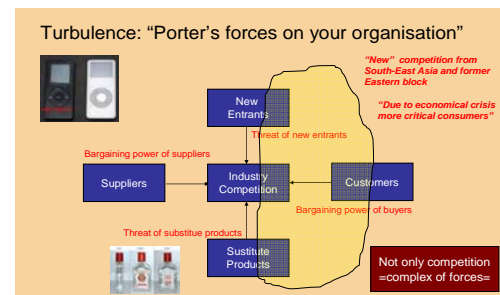 Turbulence: “Porter’s forces on your organisation”
“New” competition from
South-East Asia and former
Eastern block
“Due to economical crisis
more critical consumers”
New
Entrants
Threat of new entrants
Bargaining power of suppliers
Suppliers
Industry
Competition
Customers
Bargaining power of buyers
Threat of substitue products
Sustitute
Products
Not only competition
=complex of forces=